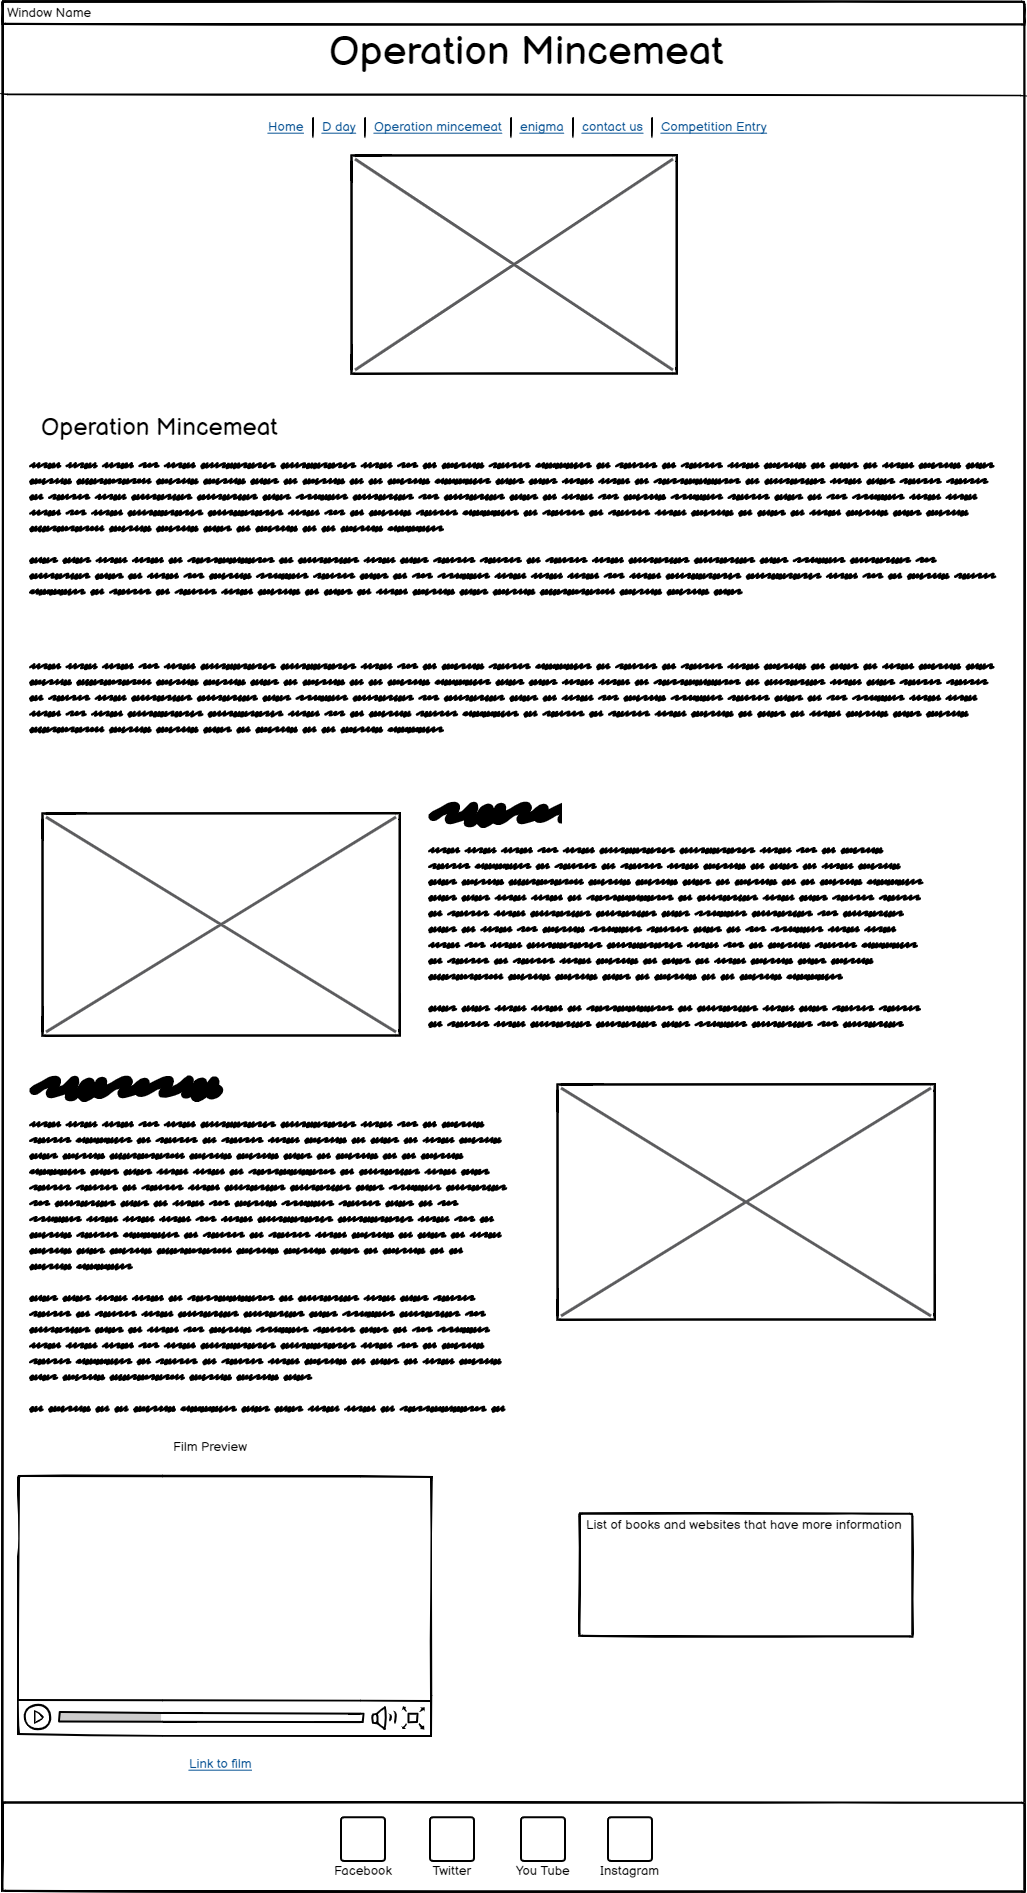 Window Name
Operation Mincemeat
Home | D day | Operation mincemeat | enigma | contact us | Competition Entry
Operation Mincemeat
Film Preview
List of books and websites that have more information
Link to film
Facebook Twitter You Tube Instagram